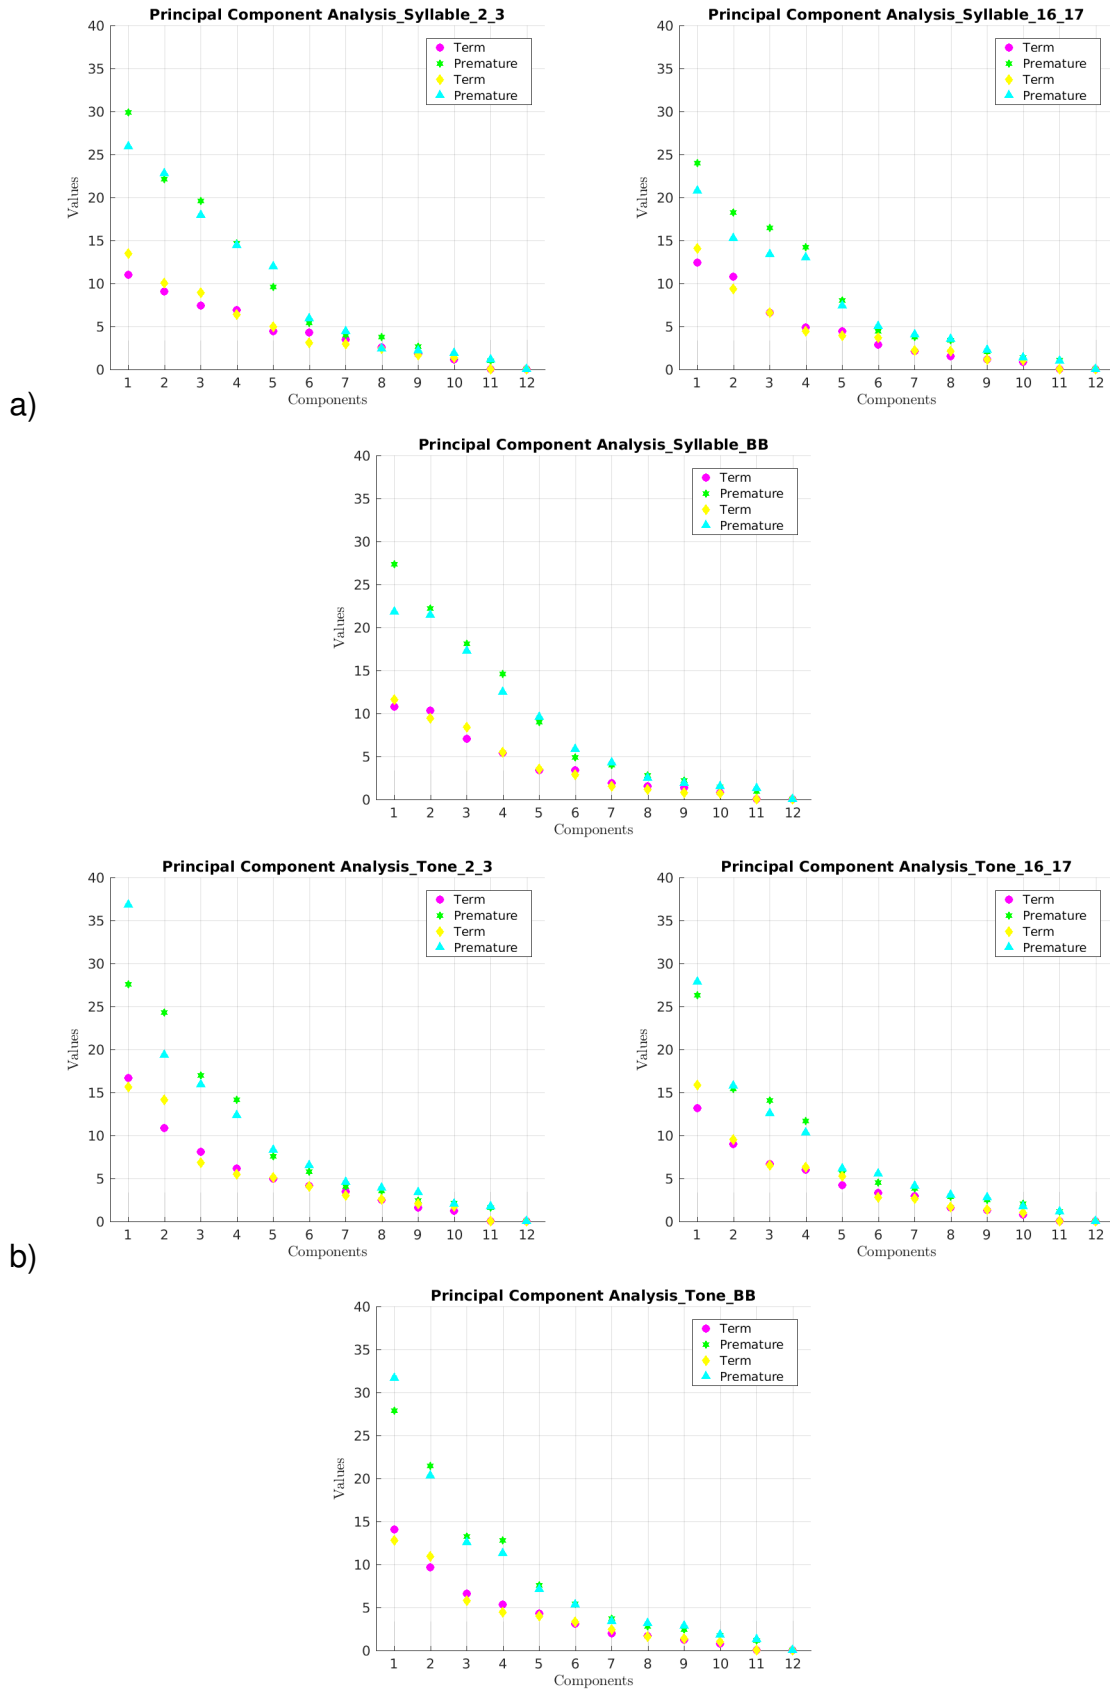 Principal Component Analysis_Syllable_2_3
40
35
30
25
20
15
10
5
0
Values
1 2 3 4 5 6 7 8 9 10 11 12
Components
Term
Premature
Term
Premature
Principal Component Analysis_Syllable_16_17
40
35
30
25
20
15
10
5
0
Values
1 2 3 4 5 6 7 8 9 10 11 12
Components
Term
Premature
Term
Premature
a)
Principal Component Analysis_Syllable_BB
40
35
30
25
20
15
10
5
0
Values
1 2 3 4 5 6 7 8 9 10 11 12
Components
Term
Premature
Term
Premature
Principal Component Analysis_Tone_2_3
40
35
30
25
20
15
10
5
0
Values
1 2 3 4 5 6 7 8 9 10 11 12
Components
Term
Premature
Term
Premature
Principal Component Analysis_Tone_16_17
40
35
30
25
20
15
10
5
0
Values
1 2 3 4 5 6 7 8 9 10 11 12
Components
Term
Premature
Term
Premature
b)
Principal Component Analysis_Tone_BB
40
35
30
25
20
15
10
5
0
Values
1 2 3 4 5 6 7 8 9 10 11 12
Components
Term
Premature
Term
Premature